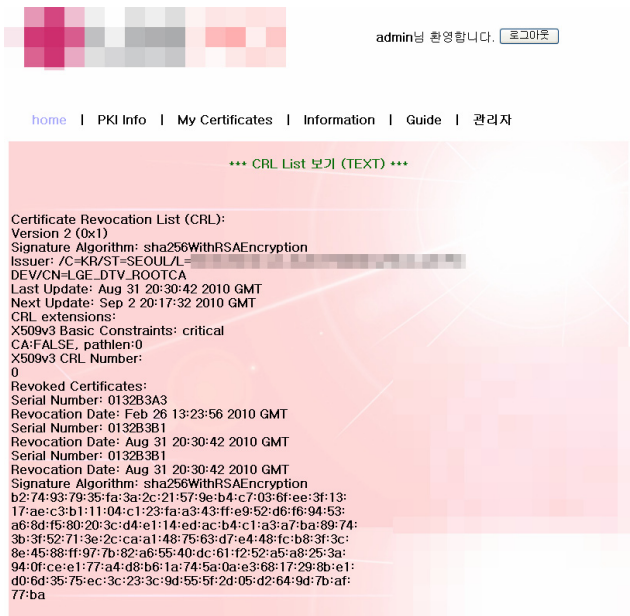 admin님 환영합니다. 로그아웃
home | PKI Info | My Certificates | Information | Guide | 관리자
*** CRL List 보기 (TEXT) ***
Certificate Revocation List (CRL):
Version 2 (0x1)
Signature Algorithm: sha256WithRSAEncryption
Issuer: /C=KR/ST=SEOUL/L=
DEV/CN=LGE_DTV_ROOTCA
Last Update: Aug 31 20:30:42 2010 GMT
Next Update: Sep 2 20:17:32 2010 GMT
CRL extensions:
X509v3 Basic Constraints: critical
CA:FALSE, pathlen:0
X509v3 CRL Number:
0
Revoked Certificates:
Serial Number: 0132B3A3
Revocation Date: Feb 26 13:23:56 2010 GMT
Serial Number: 0132B3B1
Revocation Date: Aug 31 20:30:42 2010 GMT
Serial Number: 0132B3B1
Revocation Date: Aug 31 20:30:42 2010 GMT
Signature Algorithm: sha256WithRSAEncryption
b2:74:93:79:35:fa:3a:2c:21:57:9e:b4:c7:03:6f:ee:3f:13:
17:ae:c3:b1:11:04:c1:23:fa:a3:43:ff:e9:52:d6:f6:94:53:
a6:8d:f5:80:20:3c:d4:e1:14:ed:ac:b4:c1:a3:a7:ba:89:74:
3b:3f:52:71:3e:2c:ca:a1:48:75:63:d7:e4:48:fc:b8:3f:3c:
8e:45:88:ff:97:7b:82:a6:55:40:dc:61:f2:52:a5:a8:25:3a:
94:0f:ce:e1:77:a4:d8:b6:1a:74:5a:0a:e3:68:17:29:8b:e1:
d0:6d:35:75:ec:3c:23:3c:9d:55:5f:2d:05:d2:64:9d:7b:af:
77:ba